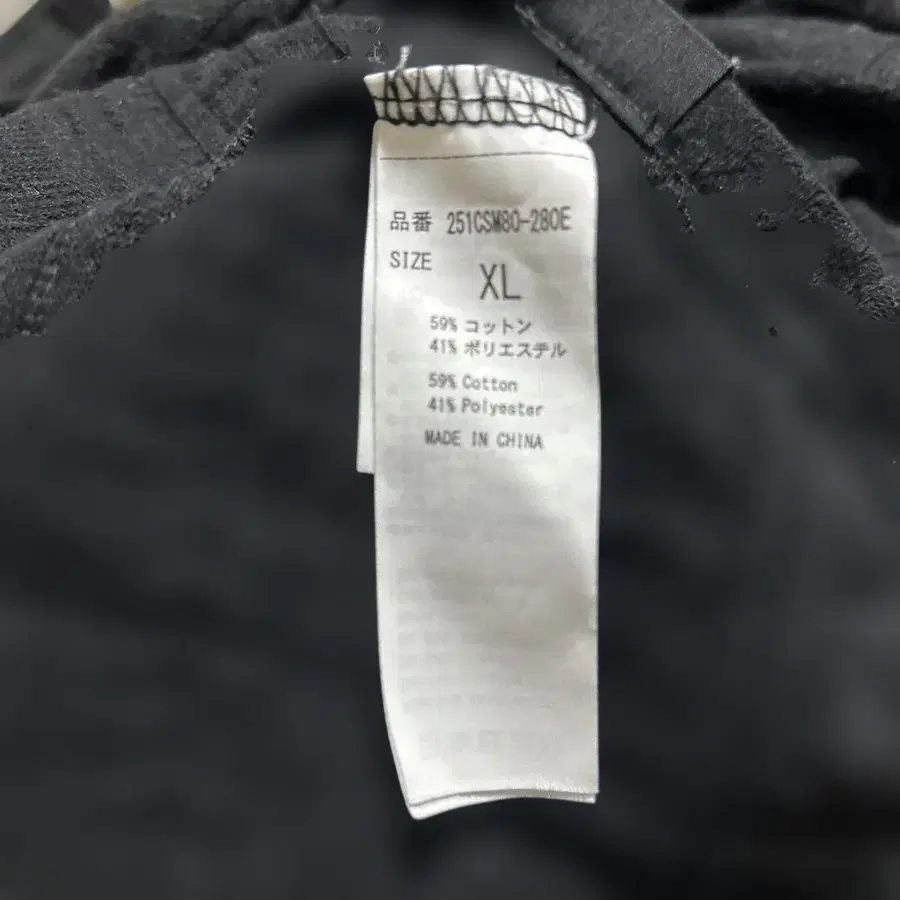 品番 251CSM80-280E
SIZE
XL
59% コットン
41% ポリエステル
59% Cotton
41% Polyester
MADE IN CHINA